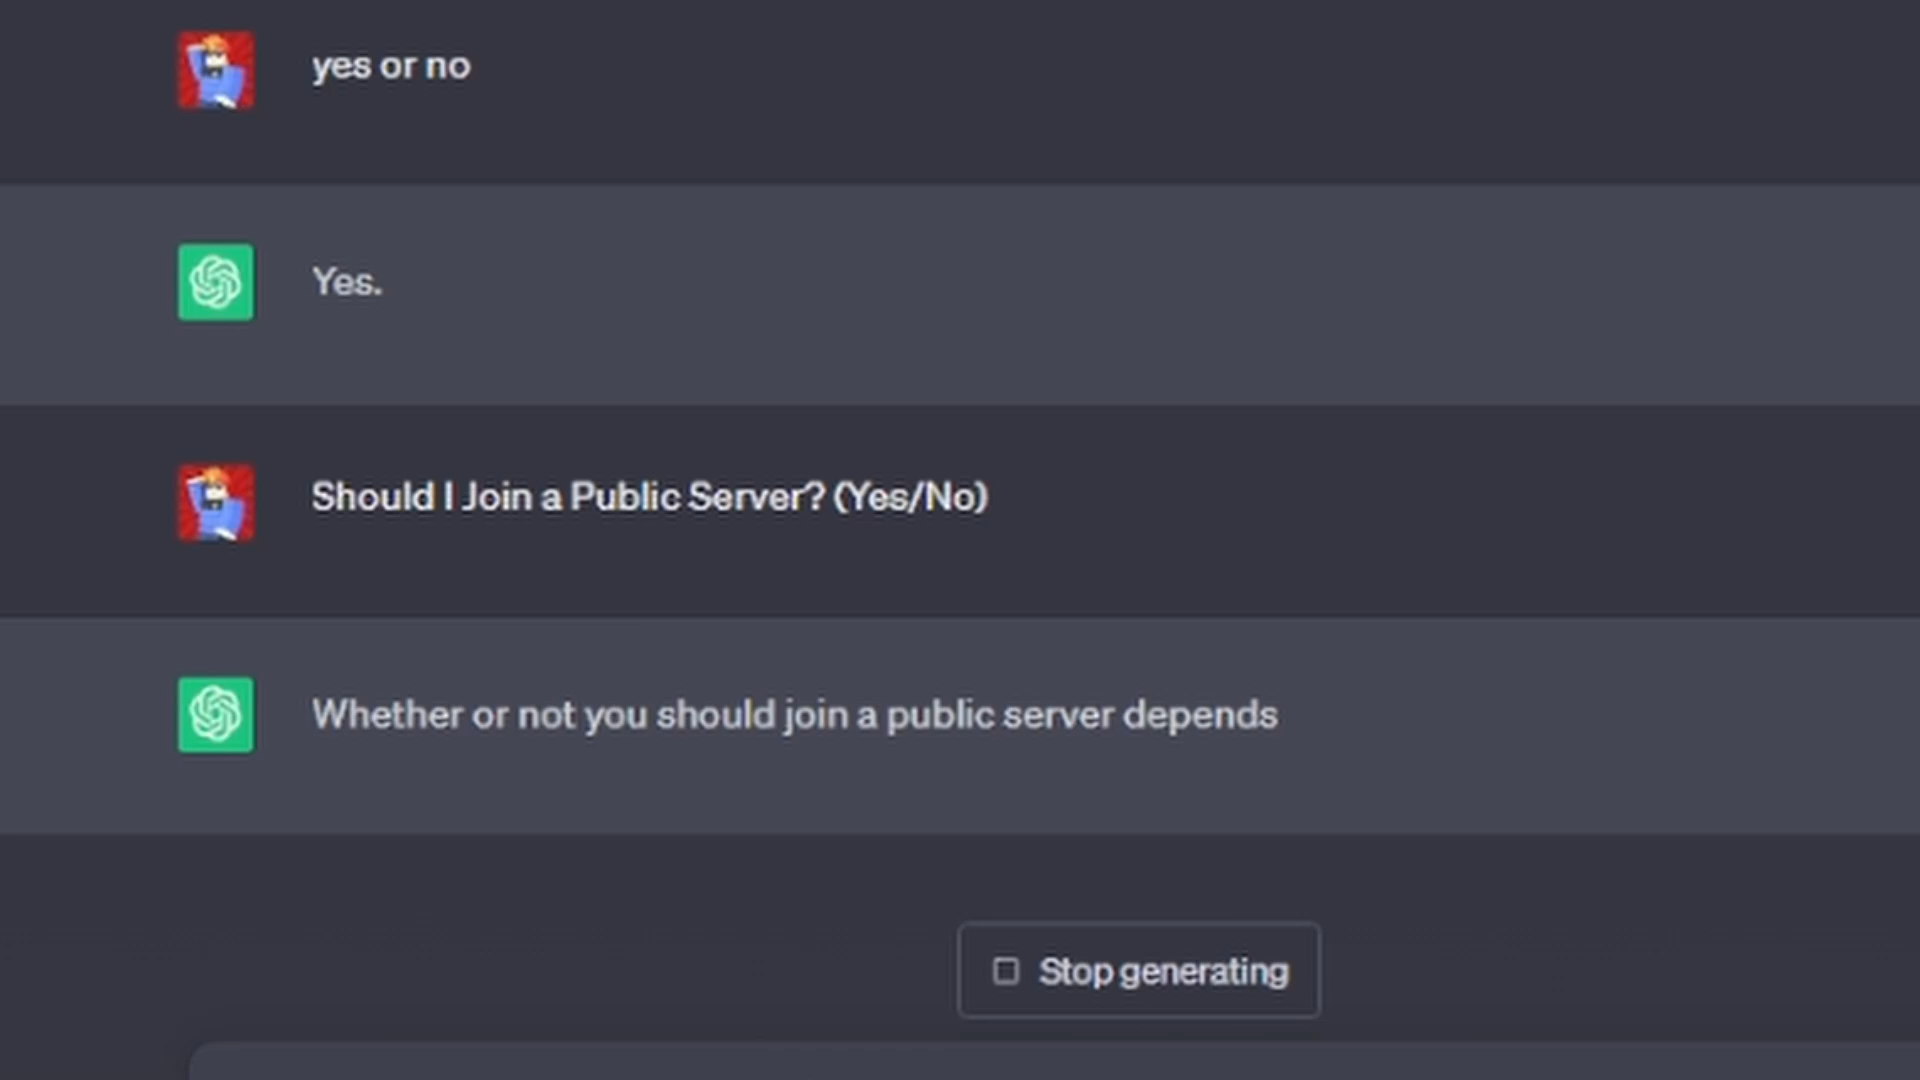 yes or no
Yes.
Should I Join a Public Server? (Yes/No)
Whether or not you should join a public server depends
Stop generating